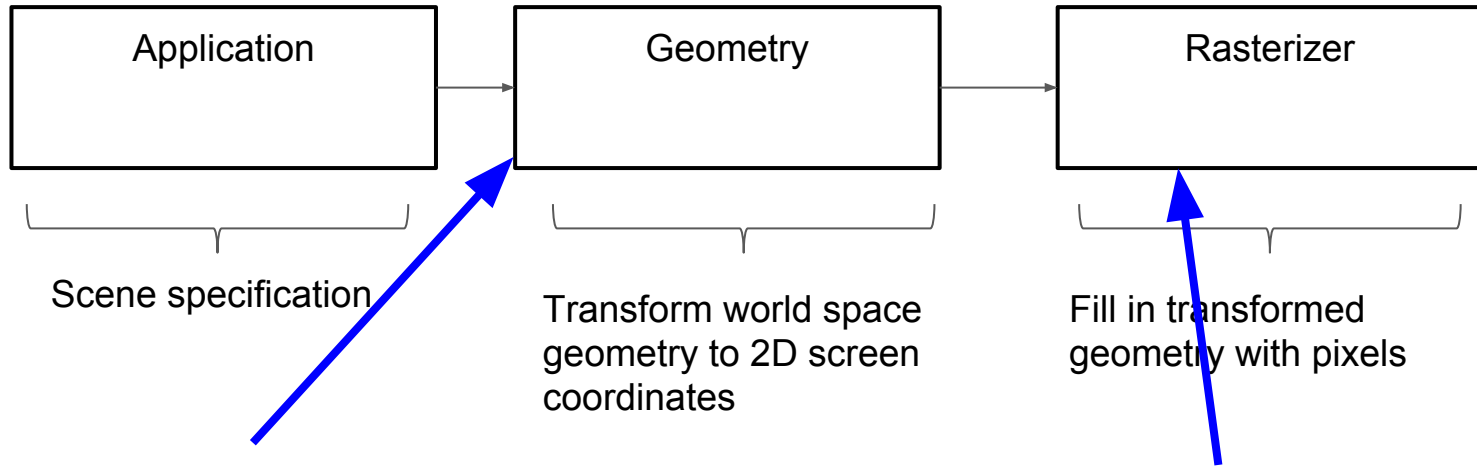 Application
Geometry
Rasterizer
Scene specification
Transform world space
geometry to 2D screen
coordinates
Fill in transformed
geometry with pixels